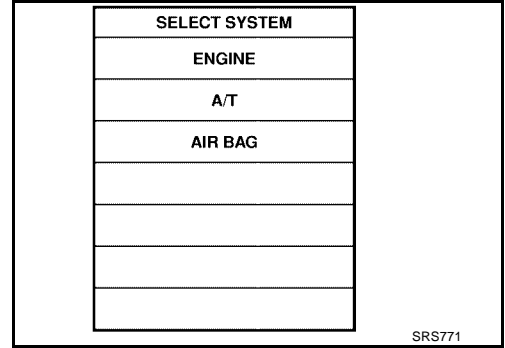 SELECT SYSTEM
ENGINE
A/T
AIR BAG
SRS771